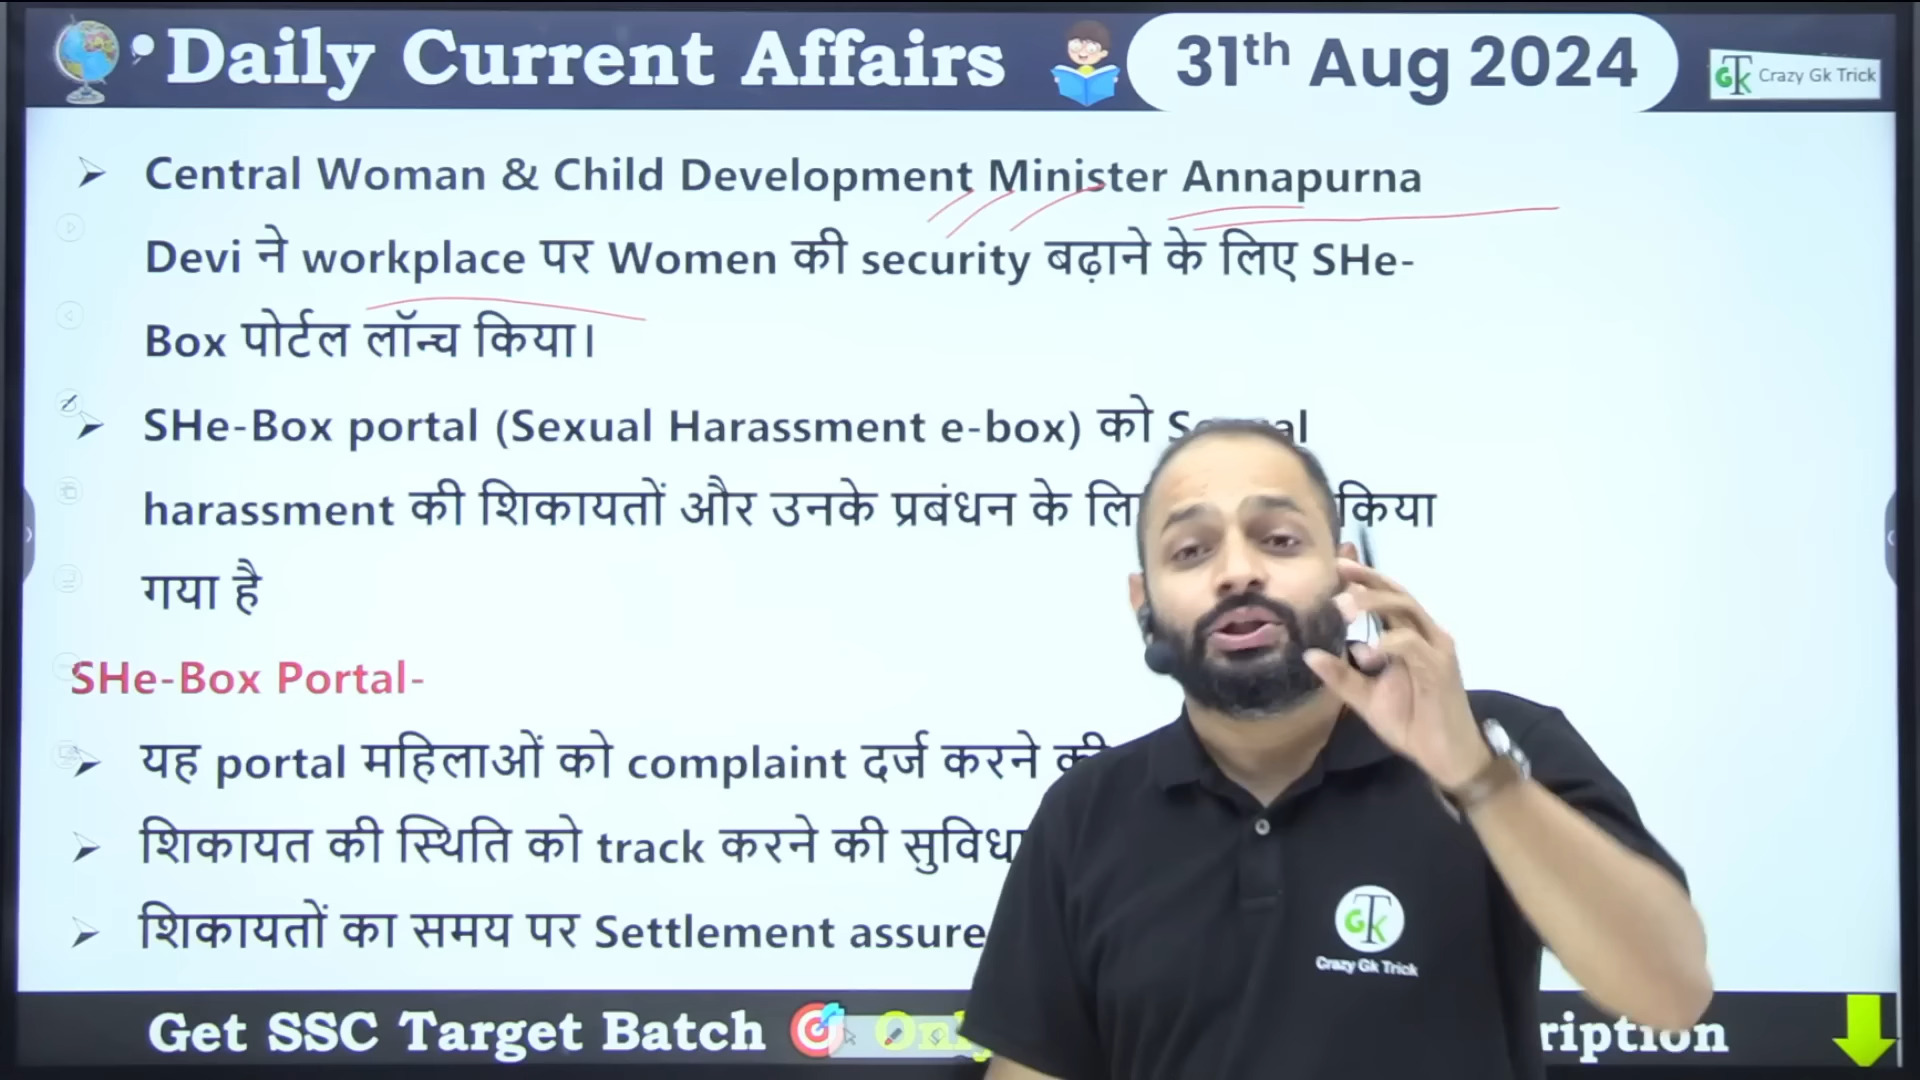 Daily Current Affairs
31th Aug 2024
GTK Crazy Gk Trick
Central Woman & Child Development Minister Annapurna
Devi ने workplace पर Women की security बढ़ाने के लिए SHe-
Box पोर्टल लॉन्च किया।
SHe-Box portal (Sexual Harassment e-box) को
harassment की शिकायतों और उनके प्रबंधन के किया
गया है
SHe-Box Portal-
यह portal महिलाओं को complaint दर्ज करने
शिकायत की स्थिति को track करने की
शिकायतों का समय पर Settlement
GTK
Crazy Gk Trick
Get SSC Target Batch